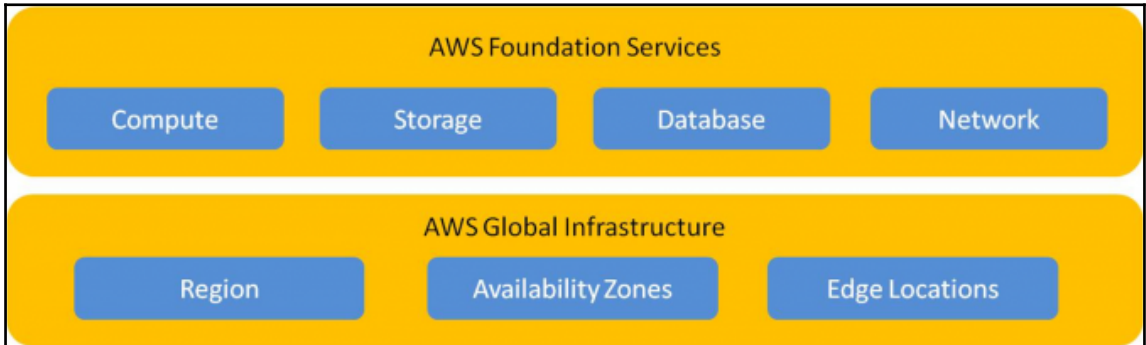 AWS Foundation Services
Compute Storage Database Network
AWS Global Infrastructure
Region Availability Zones Edge Locations